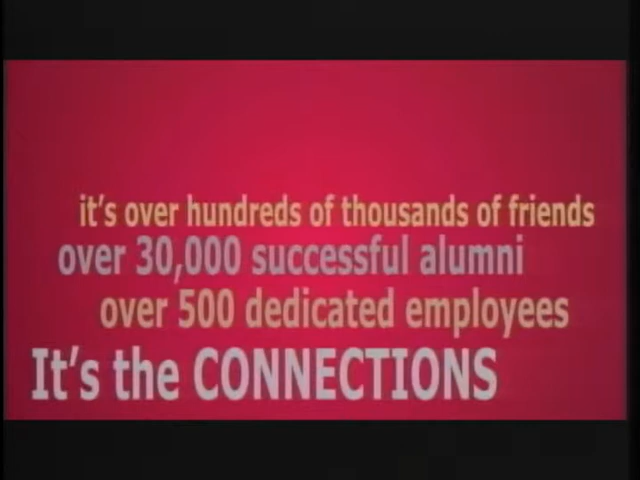 it's over hundreds of thousands of friends
over 30,000 successful alumni
over 500 dedicated employees
It's the CONNECTIONS